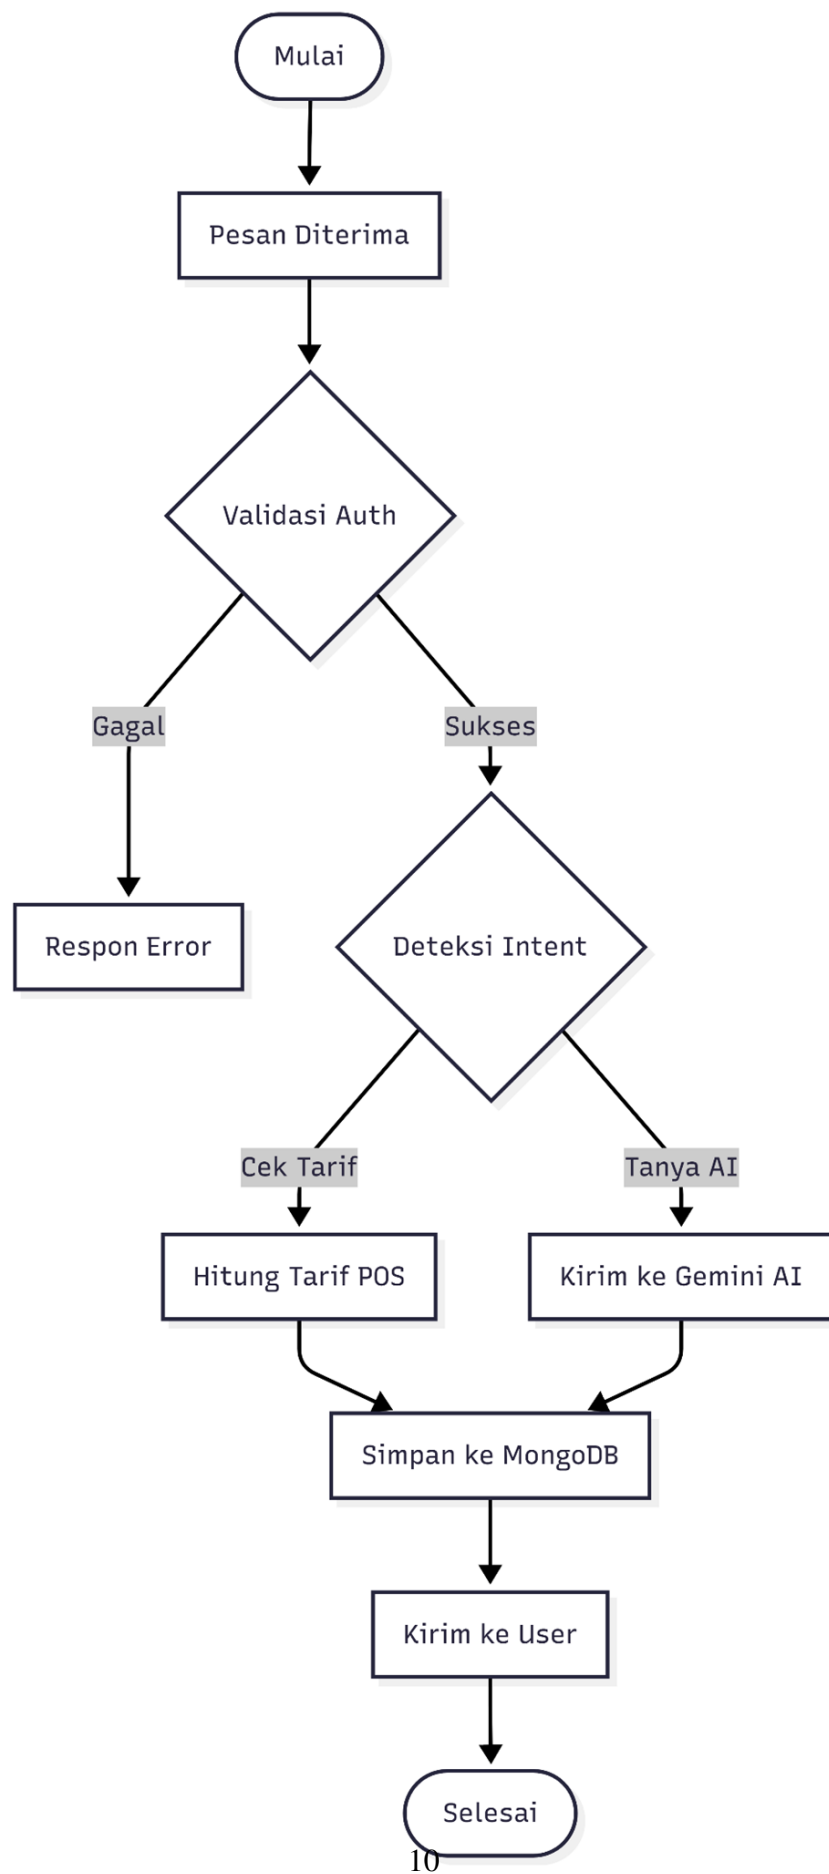 Mulai
Pesan Diterima
Validasi Auth
Gagal
Sukses
Respon Error
Deteksi Intent
Cek Tarif
Tanya AI
Hitung Tarif POS
Kirim ke Gemini AI
Simpan ke MongoDB
Kirim ke User
Selesai
10